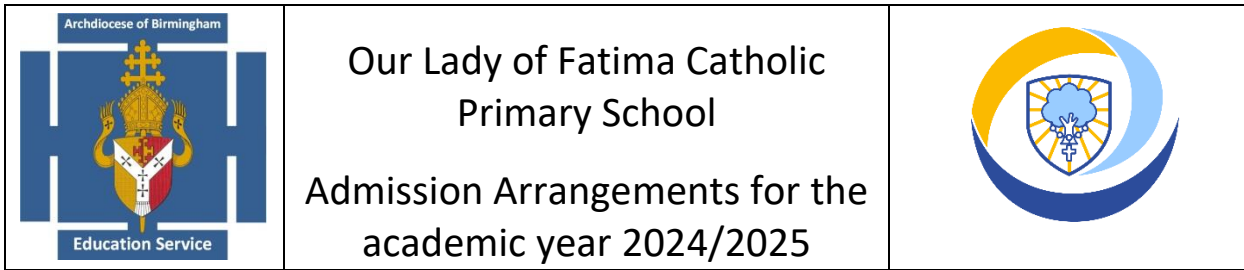 Archdiocese of Birmingham
Education Service
Our Lady of Fatima Catholic
Primary School
Admission Arrangements for the
academic year 2024/2025